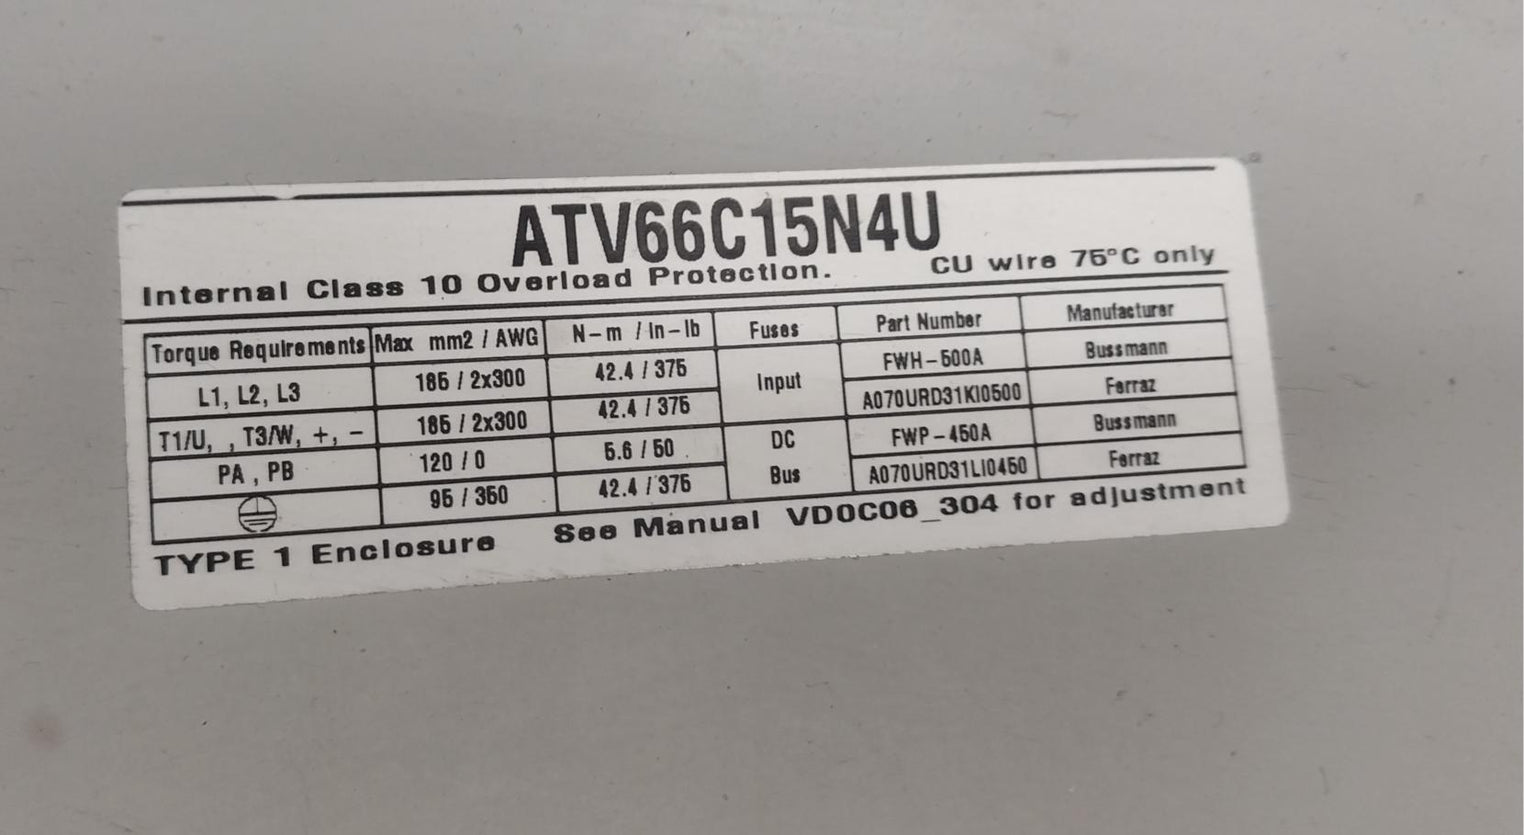 ATV66C15N4U
Internal Class 10 Overload Protection. CU wire 75°C only
Torque Requirements Max mm2 / AWG N-m / In-lb Fuses Part Number Manufacturer
L1, L2, L3 185 / 2x300 42.4 / 375 Input FWH-500A Bussmann
A070URD31KI0500 Ferraz
T1/U, , T3/W, +, - 185 / 2x300 42.4 / 375 DC Bus FWP-450A Bussmann
PA , PB 120 / 0 5.6 / 50 A070URD31LI0450 Ferraz
95 / 350 42.4 / 375
TYPE 1 Enclosure See Manual VD0C06_304 for adjustment